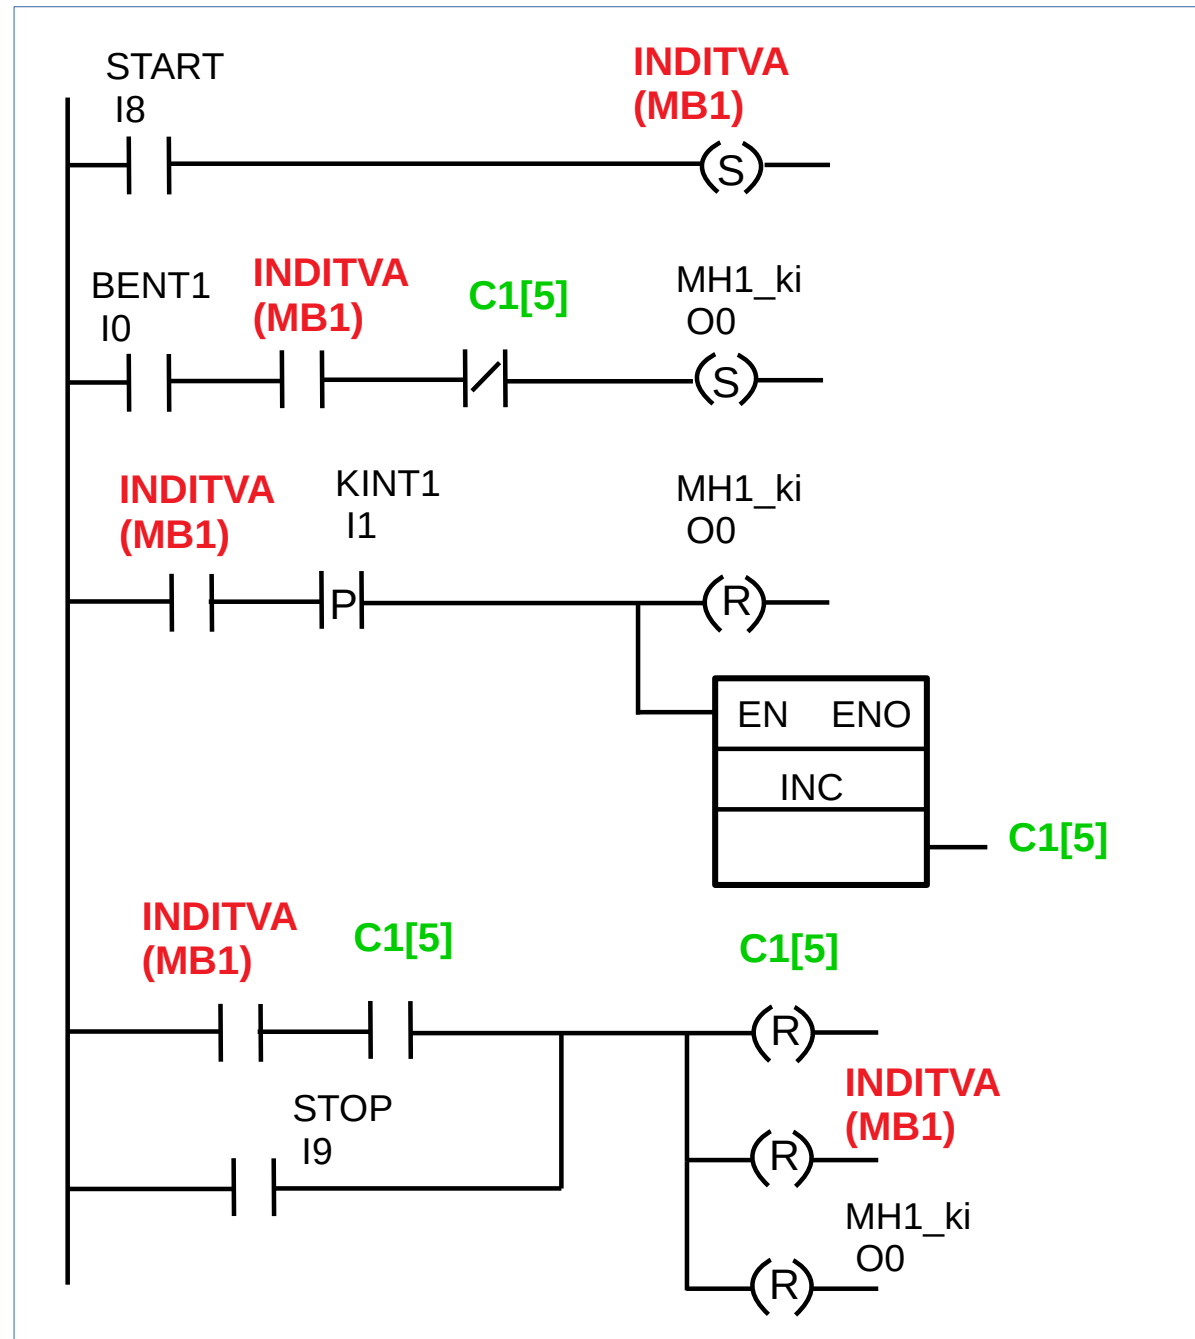 START
I8
INDITVA
(MB1)
S
BENT1
I0
INDITVA
(MB1)
C1[5]
MH1_ki
O0
S
INDITVA
(MB1)
KINT1
I1
P
MH1_ki
O0
R
EN ENO
INC
C1[5]
INDITVA
(MB1)
C1[5]
C1[5]
R
STOP
I9
INDITVA
(MB1)
R
MH1_ki
O0
R